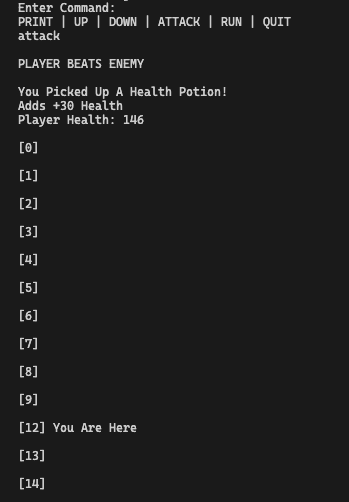 Enter Command:
PRINT | UP | DOWN | ATTACK | RUN | QUIT
attack
PLAYER BEATS ENEMY
You Picked Up A Health Potion!
Adds +30 Health
Player Health: 146
[0]
[1]
[2]
[3]
[4]
[5]
[6]
[7]
[8]
[9]
[12] You Are Here
[13]
[14]